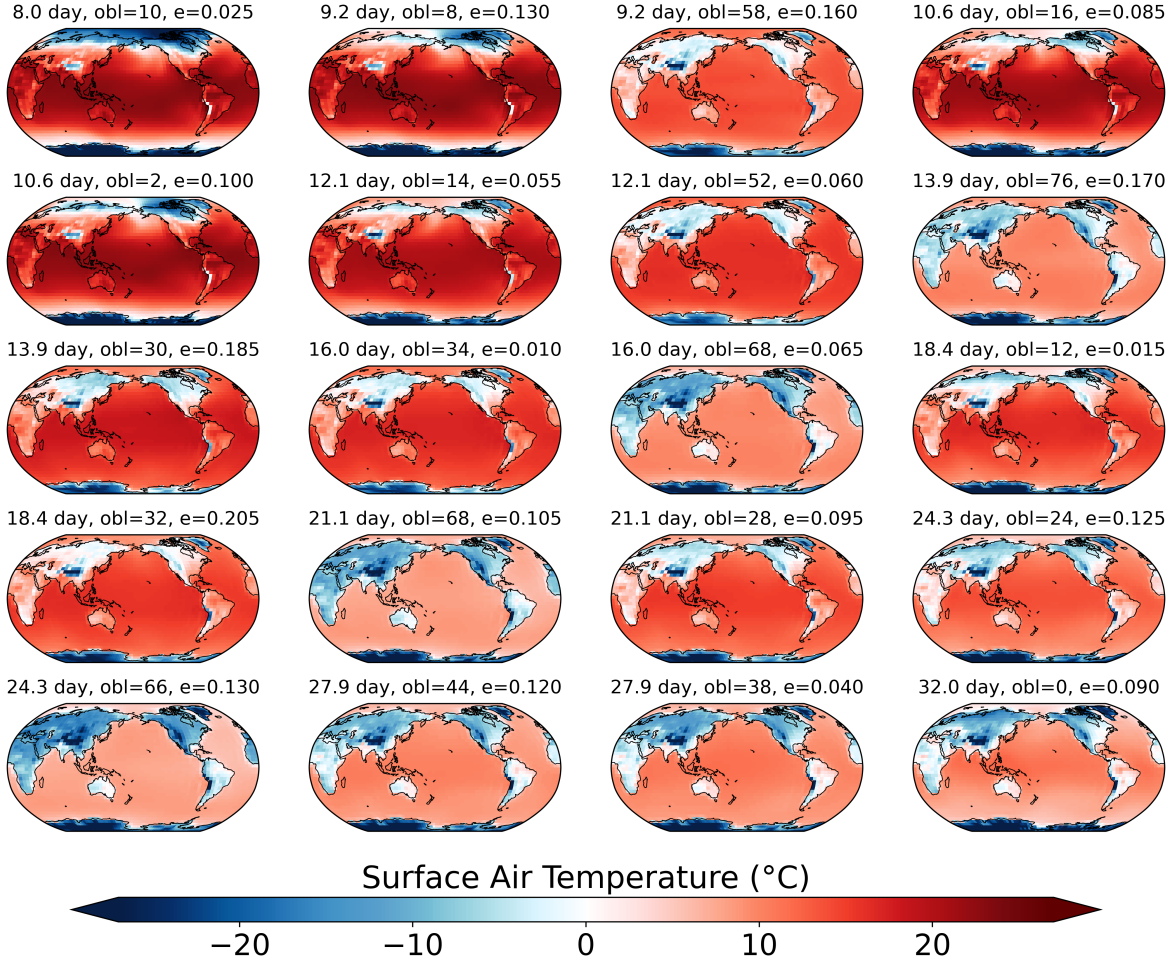 8.0 day, obl=10, e=0.025
9.2 day, obl=8, e=0.130
9.2 day, obl=58, e=0.160
10.6 day, obl=16, e=0.085
10.6 day, obl=2, e=0.100
12.1 day, obl=14, e=0.055
12.1 day, obl=52, e=0.060
13.9 day, obl=76, e=0.170
13.9 day, obl=30, e=0.185
16.0 day, obl=34, e=0.010
16.0 day, obl=68, e=0.065
18.4 day, obl=12, e=0.015
18.4 day, obl=32, e=0.205
21.1 day, obl=68, e=0.105
21.1 day, obl=28, e=0.095
24.3 day, obl=24, e=0.125
24.3 day, obl=66, e=0.130
27.9 day, obl=44, e=0.120
27.9 day, obl=38, e=0.040
32.0 day, obl=0, e=0.090
Surface Air Temperature (°C)
−20 −10 0 10 20